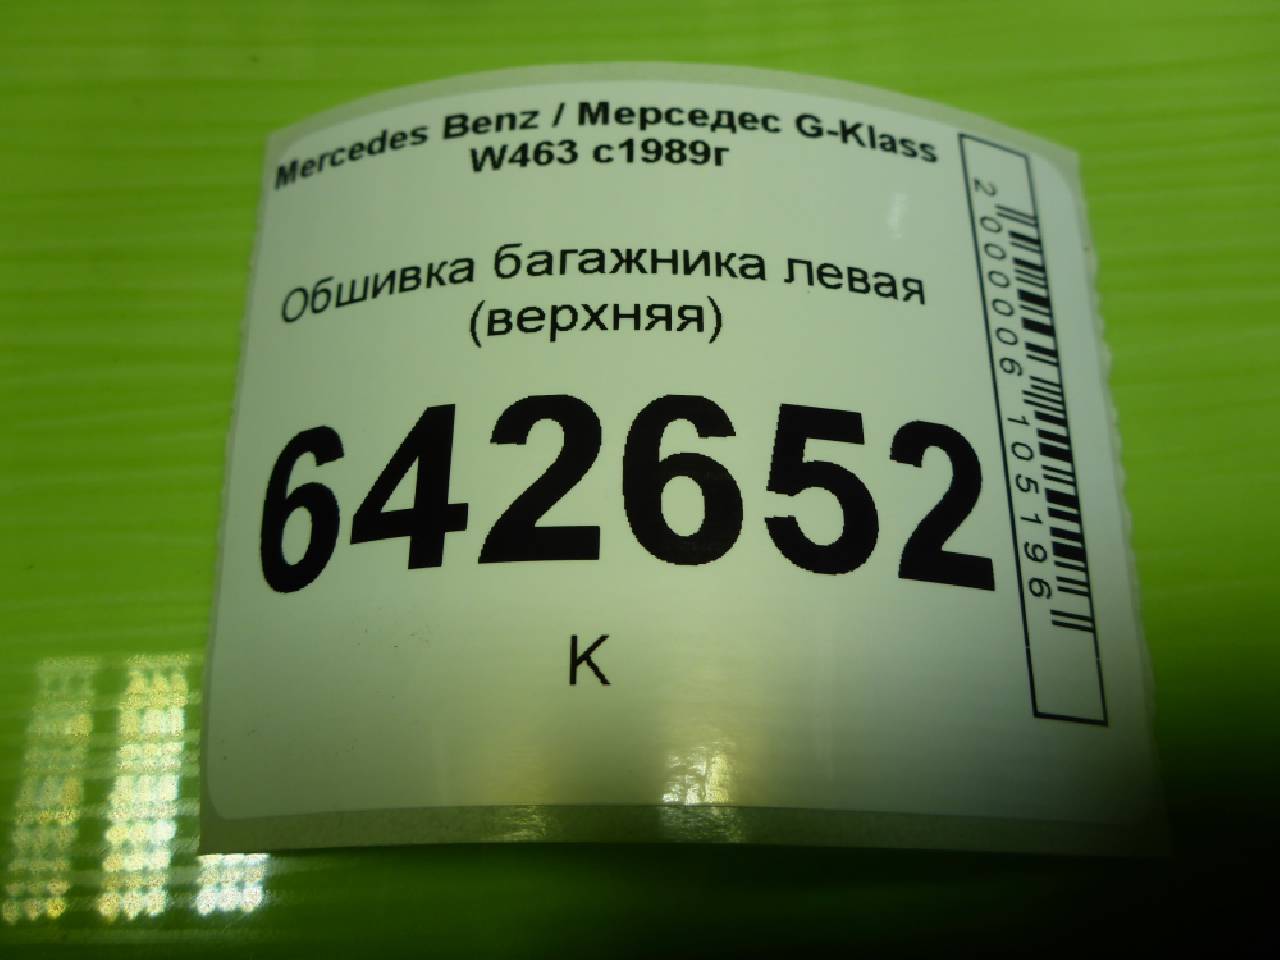 Mercedes Benz / Мерседес G-Klass
W463 с1989г
Обшивка багажника левая
(верхняя)
642652
К
2000006105196